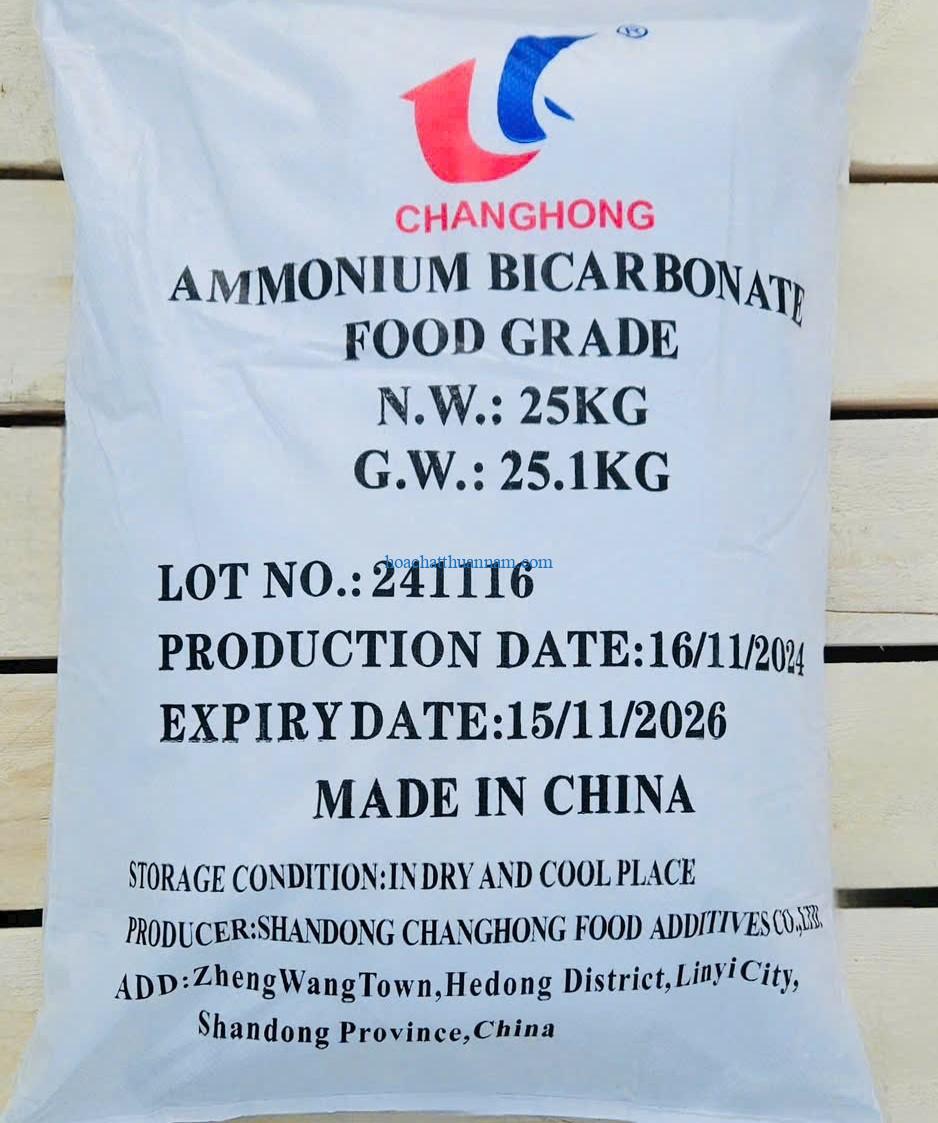 ®
CHANGHONG
AMMONIUM BICARBONATE
FOOD GRADE
N.W.: 25KG
G.W.: 25.1KG
hoachatthuannam.com
LOT NO.: 241116
PRODUCTION DATE:16/11/2024
EXPIRY DATE:15/11/2026
MADE IN CHINA
STORAGE CONDITION:IN DRY AND COOL PLACE
PRODUCER:SHANDONG CHANGHONG FOOD ADDITIVES CO.,LTD.
ADD:ZhengWangTown,Hedong District,Linyi City,
Shandong Province,China